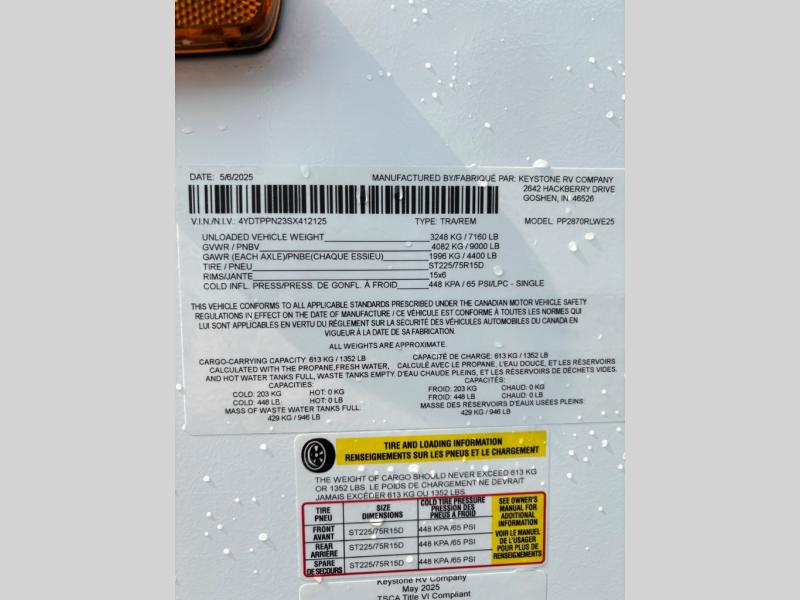 DATE: 5/6/2025
MANUFACTURED BY/FABRIQUÉ PAR: KEYSTONE RV COMPANY
2642 HACKBERRY DRIVE
GOSHEN, IN. 46526
V.I.N./N.I.V.: 4YDTPPN23SX412125 TYPE: TRA/REM MODEL: PP2870RLWE25
UNLOADED VEHICLE WEIGHT 3248 KG / 7160 LB
GVWR / PNBV 4082 KG / 9000 LB
GAWR (EACH AXLE)/PNBE(CHAQUE ESSIEU) 1996 KG / 4400 LB
TIRE / PNEU ST225/75R15D
RIMS/JANTE 15x6
COLD INFL. PRESS/PRESS. DE GONFL. À FROID 448 KPA / 65 PSI/LPC - SINGLE
THIS VEHICLE CONFORMS TO ALL APPLICABLE STANDARDS PRESCRIBED UNDER THE CANADIAN MOTOR VEHICLE SAFETY
REGULATIONS IN EFFECT ON THE DATE OF MANUFACTURE / CE VÉHICULE EST CONFORME À TOUTES LES NORMES QUI
LUI SONT APPLICABLES EN VERTU DU RÉGLEMENT SUR LA SÉCURITÉ DES VÉHICULES AUTOMOBILES DU CANADA EN
VIGUEUR À LA DATE DE SA FABRICATION.
ALL WEIGHTS ARE APPROXIMATE.
CARGO-CARRYING CAPACITY: 613 KG / 1352 LB
CALCULATED WITH THE PROPANE,FRESH WATER,
AND HOT WATER TANKS FULL, WASTE TANKS EMPTY.
CAPACITIES:
COLD: 203 KG HOT: 0 KG
COLD: 448 LB HOT: 0 LB
MASS OF WASTE WATER TANKS FULL:
429 KG / 946 LB
CAPACITÉ DE CHARGE: 613 KG / 1352 LB
CALCULÉ AVEC LE PROPANE, L'EAU DOUCE, ET LES RÉSERVOIRS
D'EAU CHAUDE PLEINS, ET LES RÉSERVOIRS DE DÉCHETS VIDES.
CAPACITÉS:
FROID: 203 KG CHAUD: 0 KG
FROID: 448 LB CHAUD: 0 LB
MASSE DES RÉSERVOIRS D'EAUX USÉES PLEINS:
429 KG / 946 LB
TIRE AND LOADING INFORMATION
RENSEIGNEMENTS SUR LES PNEUS ET LE CHARGEMENT
THE WEIGHT OF CARGO SHOULD NEVER EXCEED 613 KG
OR 1352 LBS. LE POIDS DE CHARGEMENT NE DEVRAIT
JAMAIS EXCÉDER 613 KG OU 1352 LBS.
TIRE
PNEU
SIZE
DIMENSIONS
COLD TIRE PRESSURE
PRESSION DES
PNEUS A FROID
FRONT
AVANT
ST225/75R15D 448 KPA /65 PSI
REAR
ARRIÈRE
ST225/75R15D 448 KPA /65 PSI
SPARE
DE SECOURS
ST225/75R15D 448 KPA /65 PSI
SEE OWNER'S
MANUAL FOR
ADDITIONAL
INFORMATION
VOIR LE MANUEL
DE L'USAGER
POUR PLUS DE
RENSEIGNEMENTS
Keystone RV Company
May 2025
TSCA Title VI Compliant